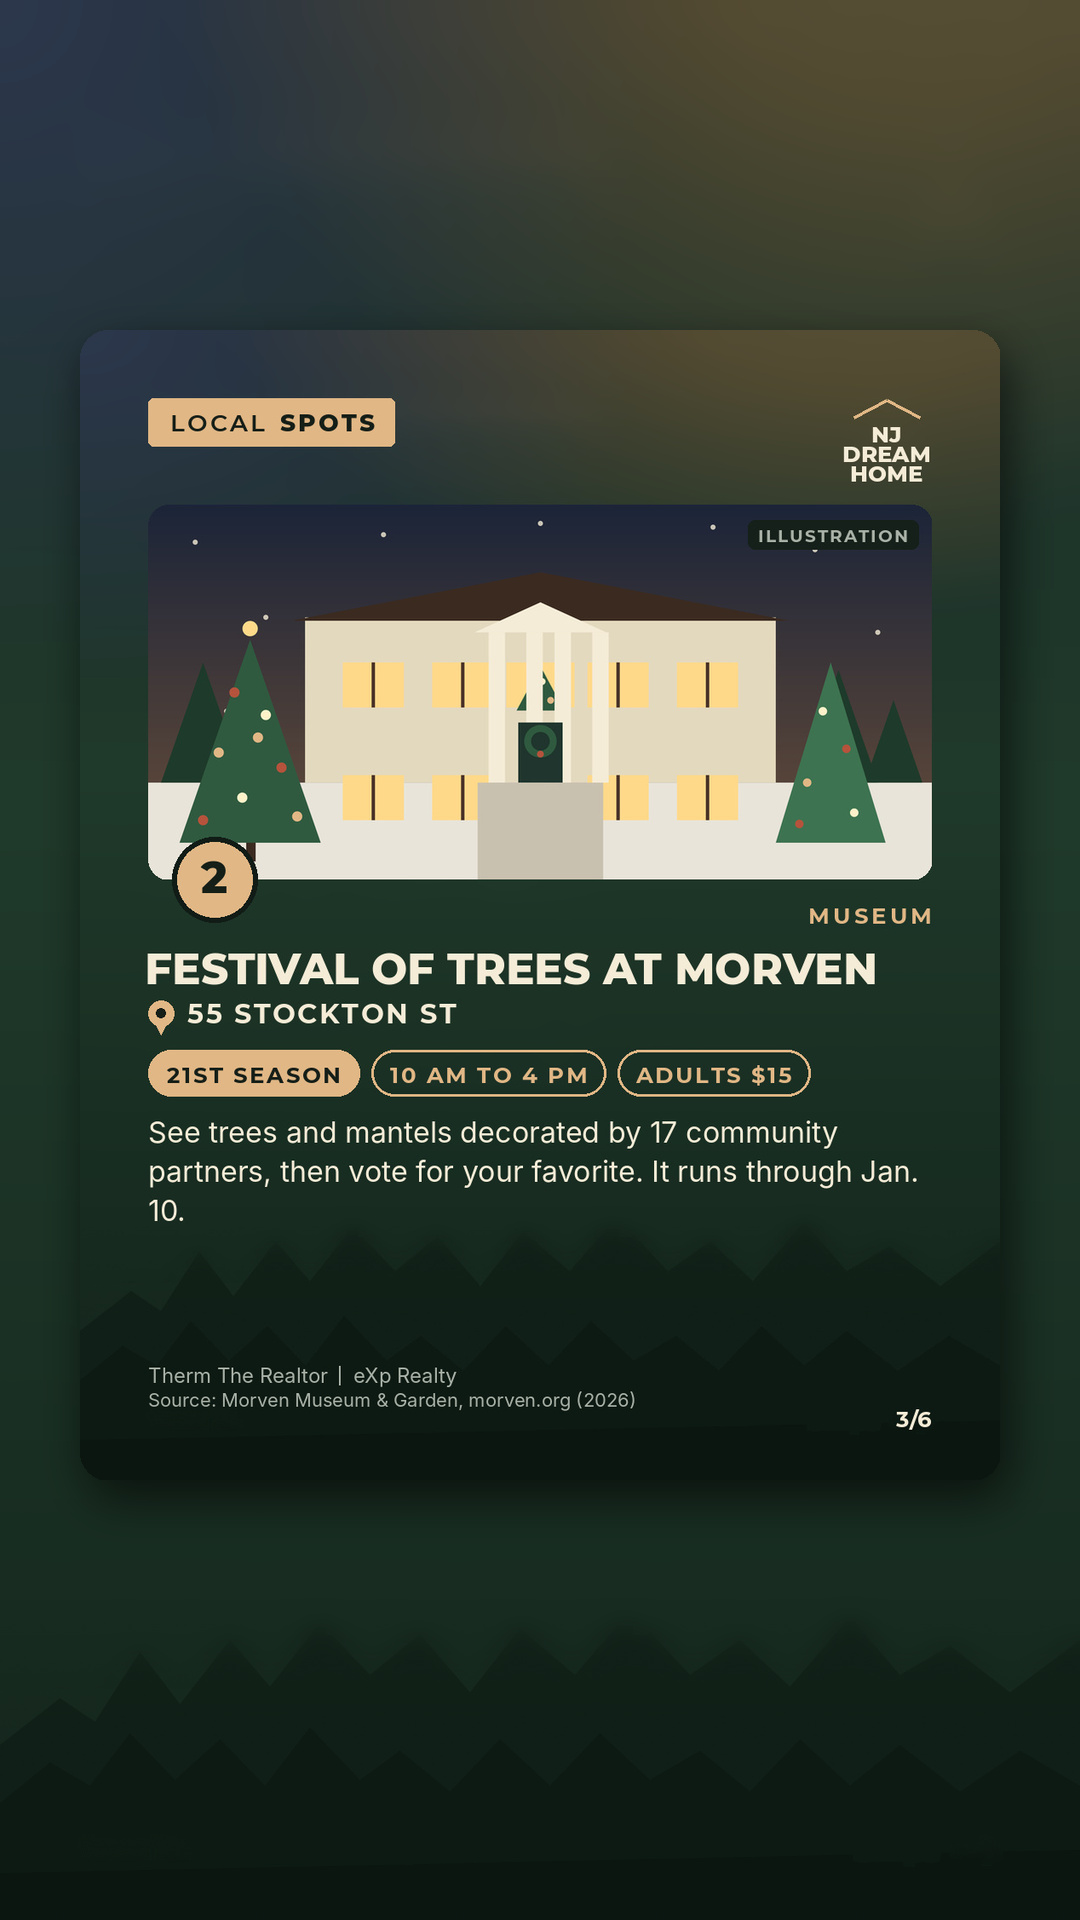 LOCAL SPOTS
NJ
DREAM
HOME
ILLUSTRATION
2
MUSEUM
FESTIVAL OF TREES AT MORVEN
55 STOCKTON ST
21ST SEASON
10 AM TO 4 PM
ADULTS $15
See trees and mantels decorated by 17 community
partners, then vote for your favorite. It runs through Jan.
10.
Therm The Realtor | eXp Realty
Source: Morven Museum & Garden, morven.org (2026)
3/6